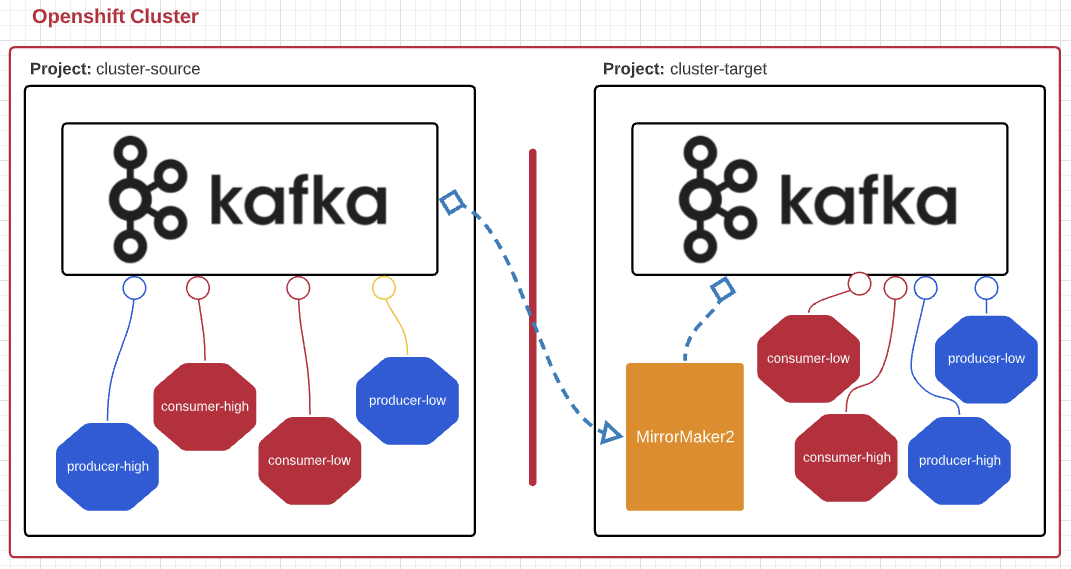 Openshift Cluster
Project: cluster-source
Project: cluster-target
kafka
kafka
consumer-low
producer-low
producer-low
consumer-high
MirrorMaker2
consumer-low
producer-high
consumer-high
producer-high